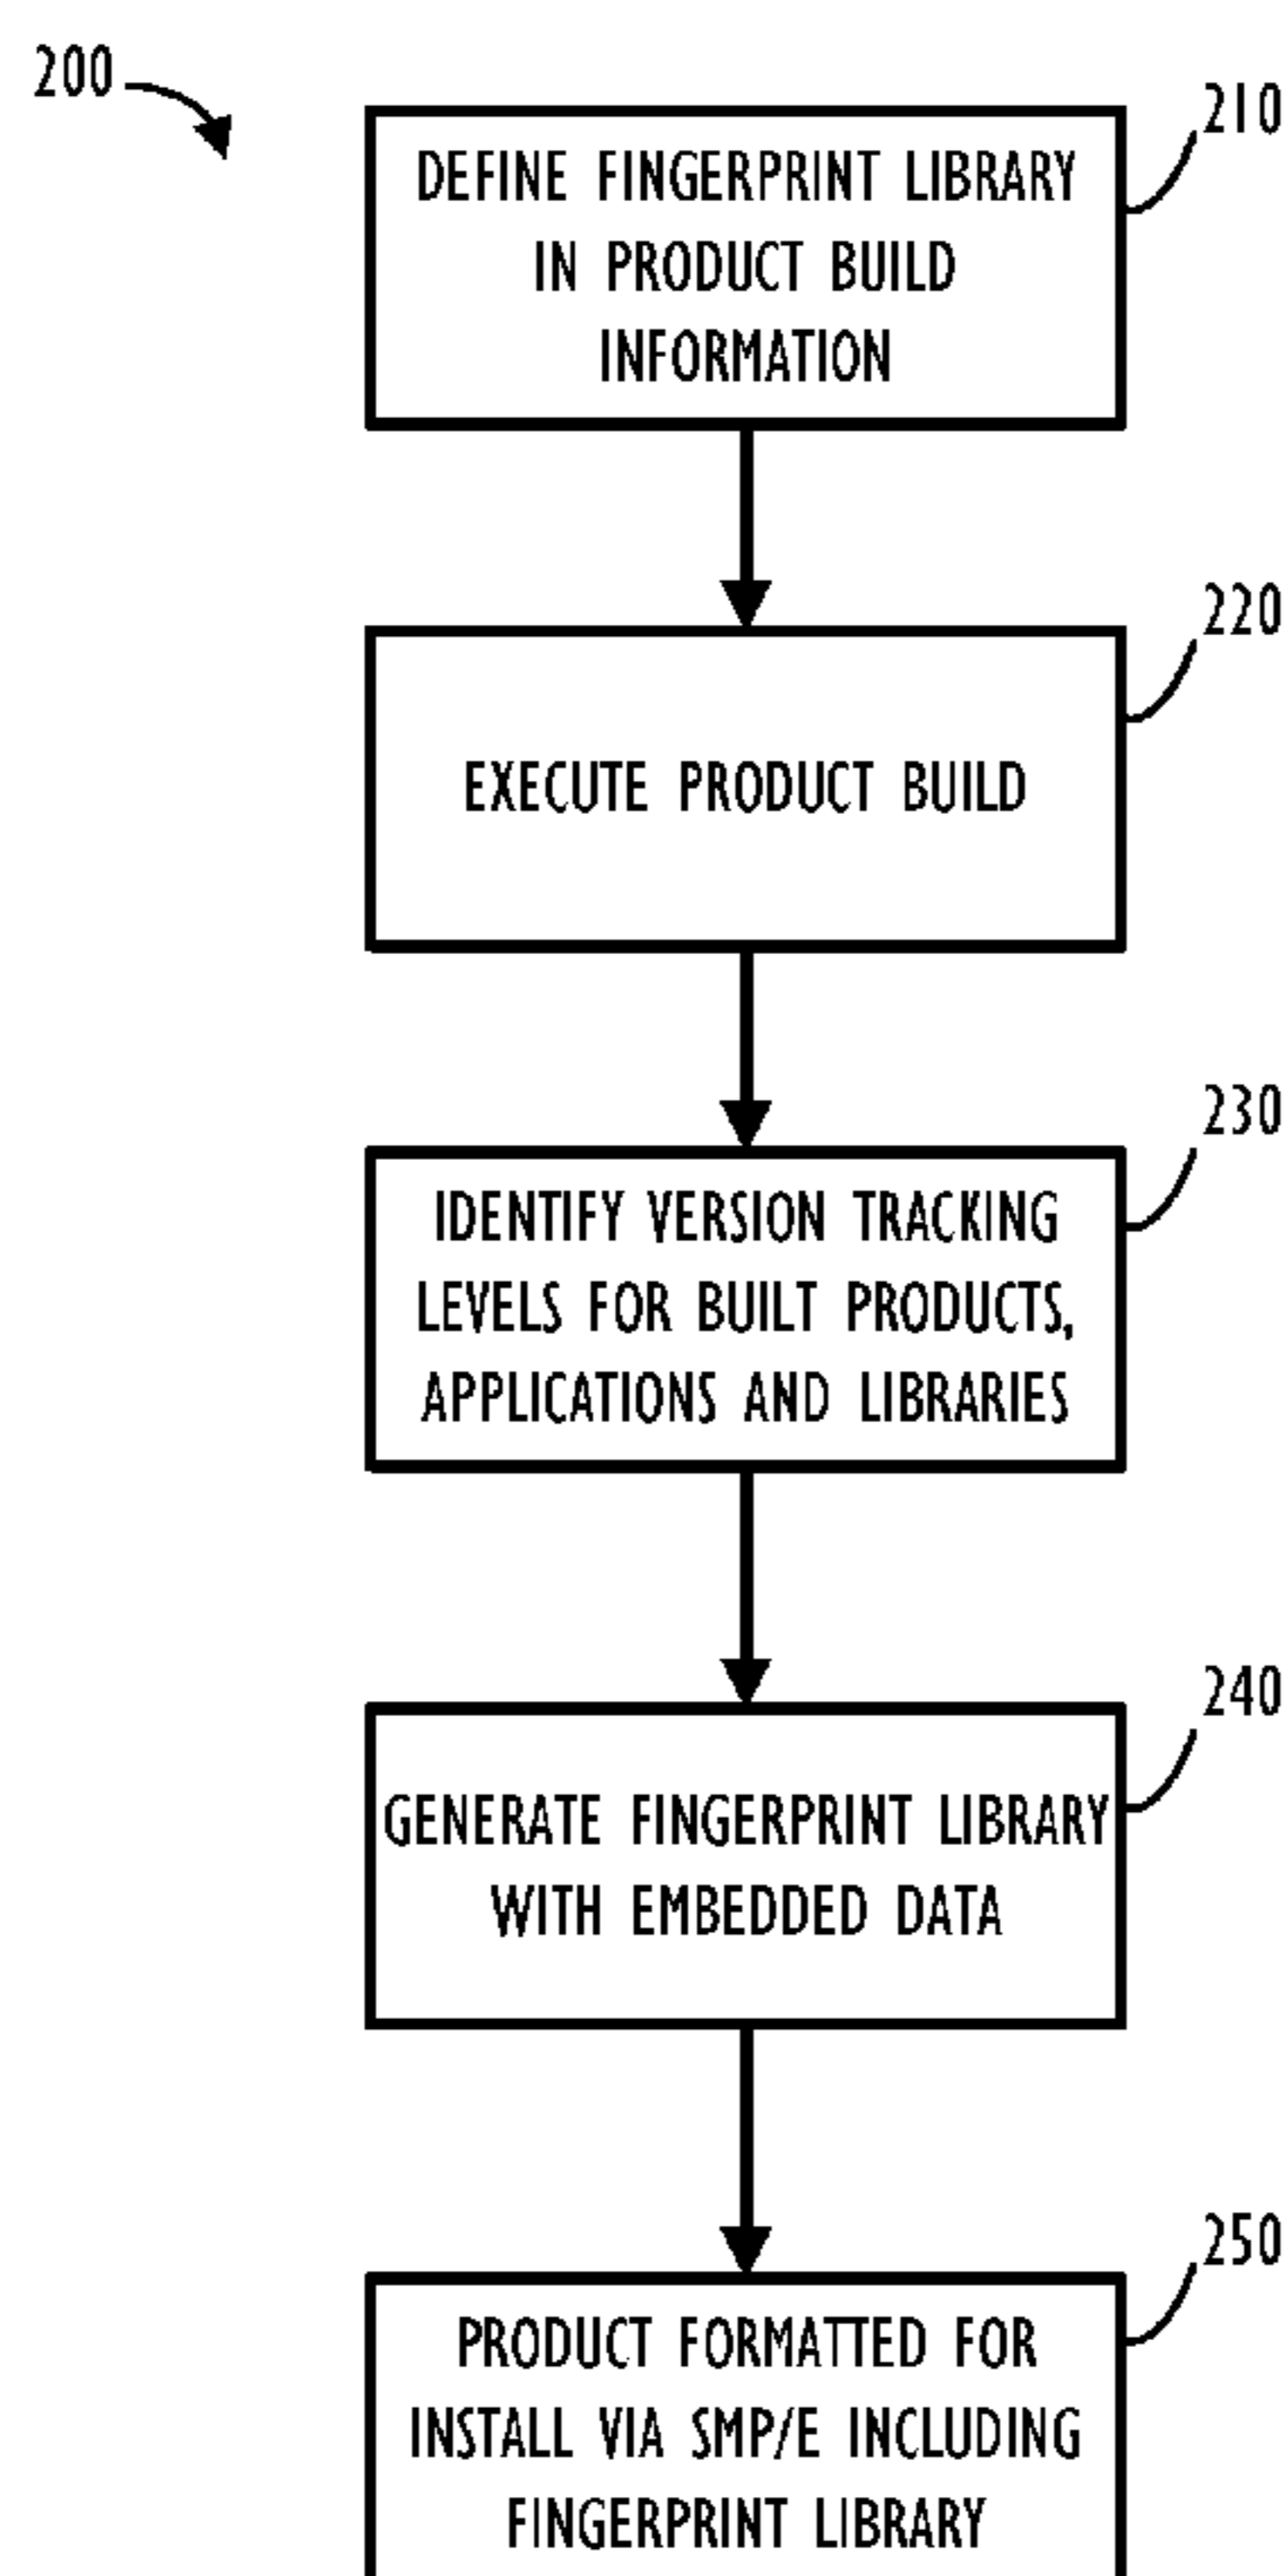 200
210
DEFINE FINGERPRINT LIBRARY
IN PRODUCT BUILD
INFORMATION
220
EXECUTE PRODUCT BUILD
230
IDENTIFY VERSION TRACKING
LEVELS FOR BUILT PRODUCTS,
APPLICATIONS AND LIBRARIES
240
GENERATE FINGERPRINT LIBRARY
WITH EMBEDDED DATA
250
PRODUCT FORMATTED FOR
INSTALL VIA SMP/E INCLUDING
FINGERPRINT LIBRARY